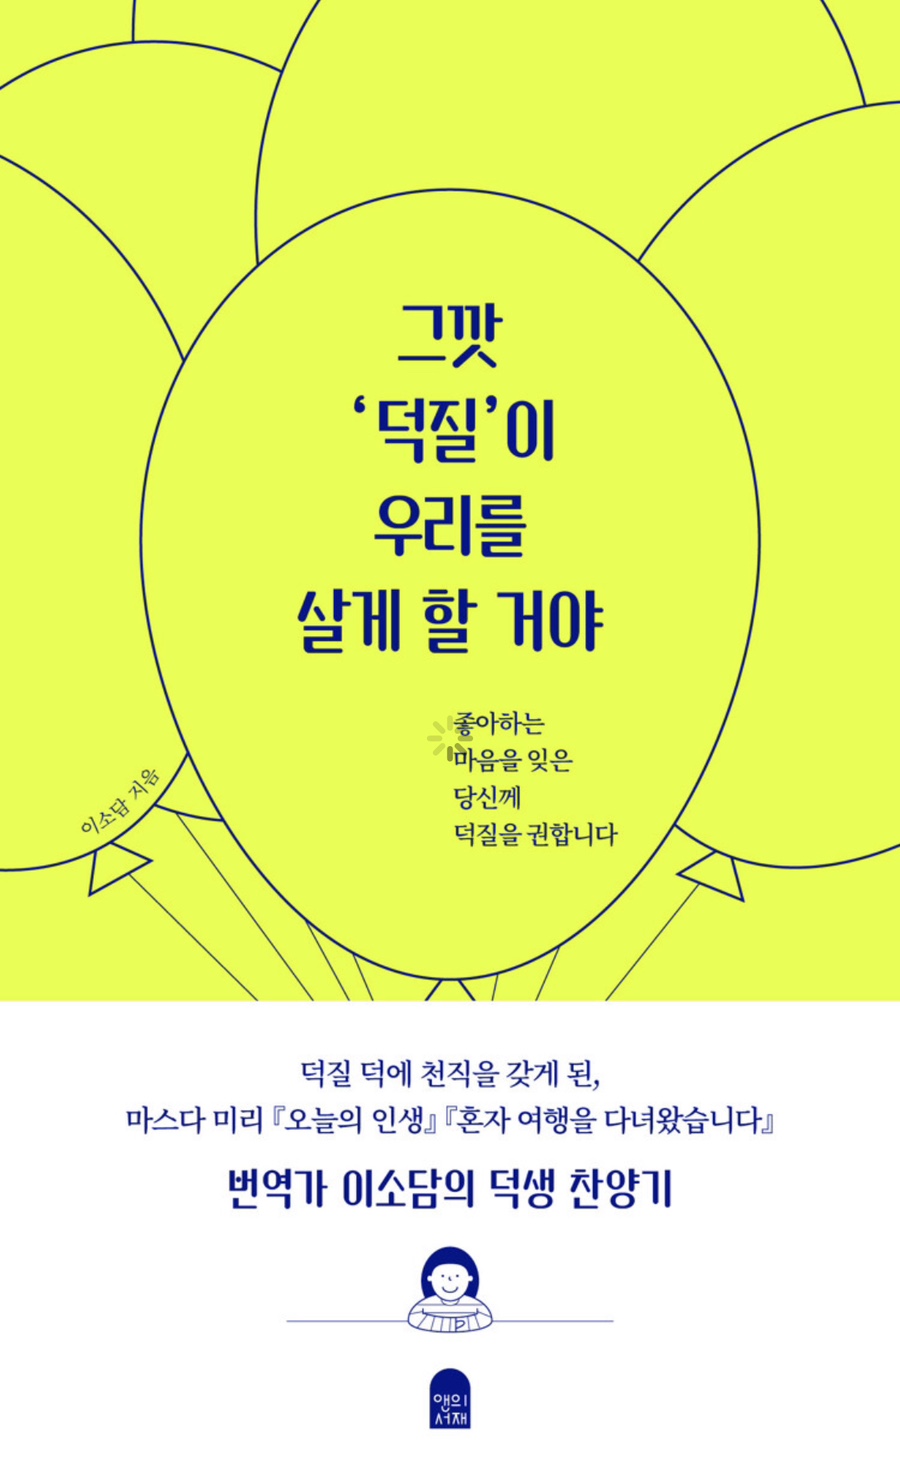 그깟
‘덕질’이
우리를
살게 할 거야
좋아하는
마음을 잊은
당신께
덕질을 권합니다
이소담 지음
덕질 덕에 천직을 갖게 된,
마스다 미리 『오늘의 인생』『혼자 여행을 다녀왔습니다』
번역가 이소담의 덕생 찬양기
앤의
서재